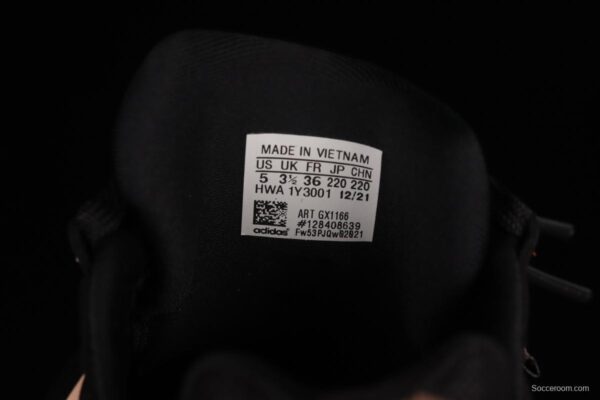 MADE IN VIETNAM
US UK FR JP CHN
5 3½ 36 220 220
HWA 1Y3001 12/21
ART GX1166
#128408639
adidas Fw53PJQw02021
Socceroom.com